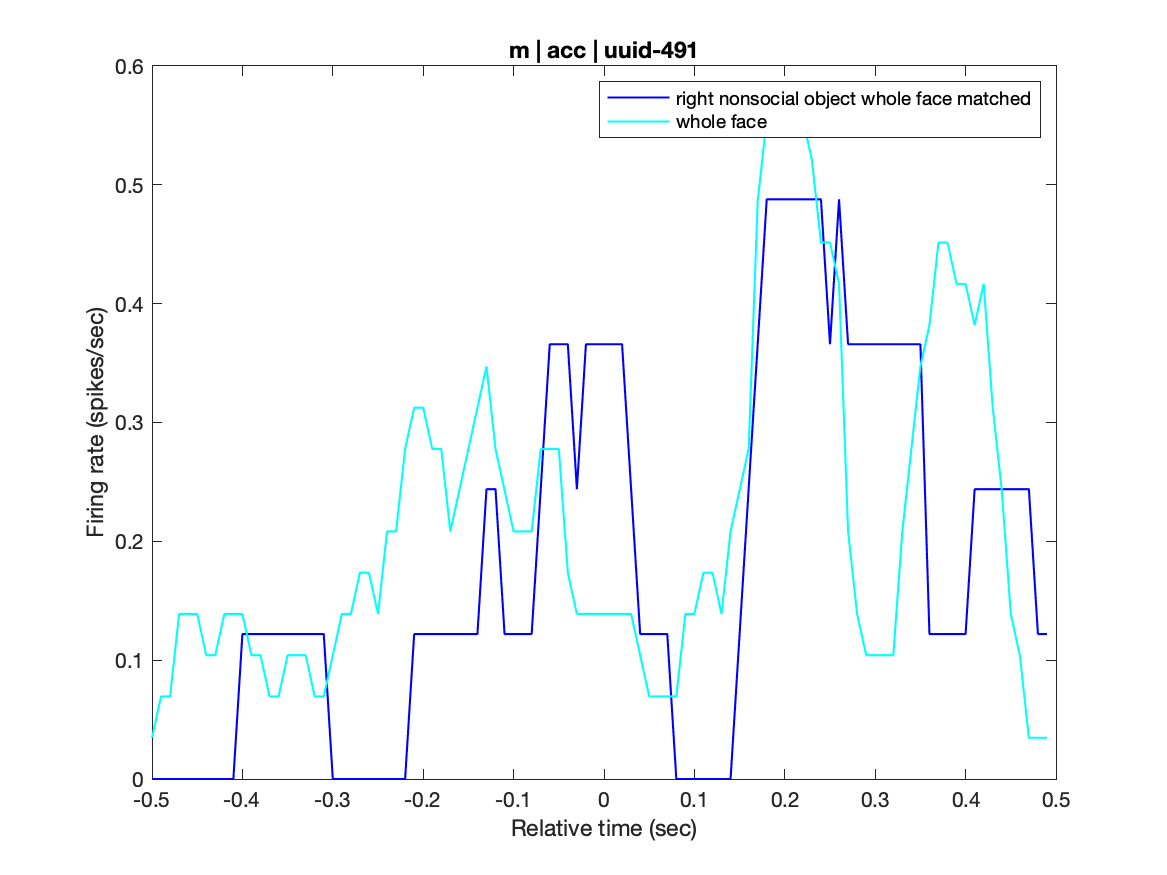 m | acc | uuid-491
right nonsocial object whole face matched
whole face
Firing rate (spikes/sec)
0.6
0.5
0.4
0.3
0.2
0.1
0
-0.5 -0.4 -0.3 -0.2 -0.1 0 0.1 0.2 0.3 0.4 0.5
Relative time (sec)